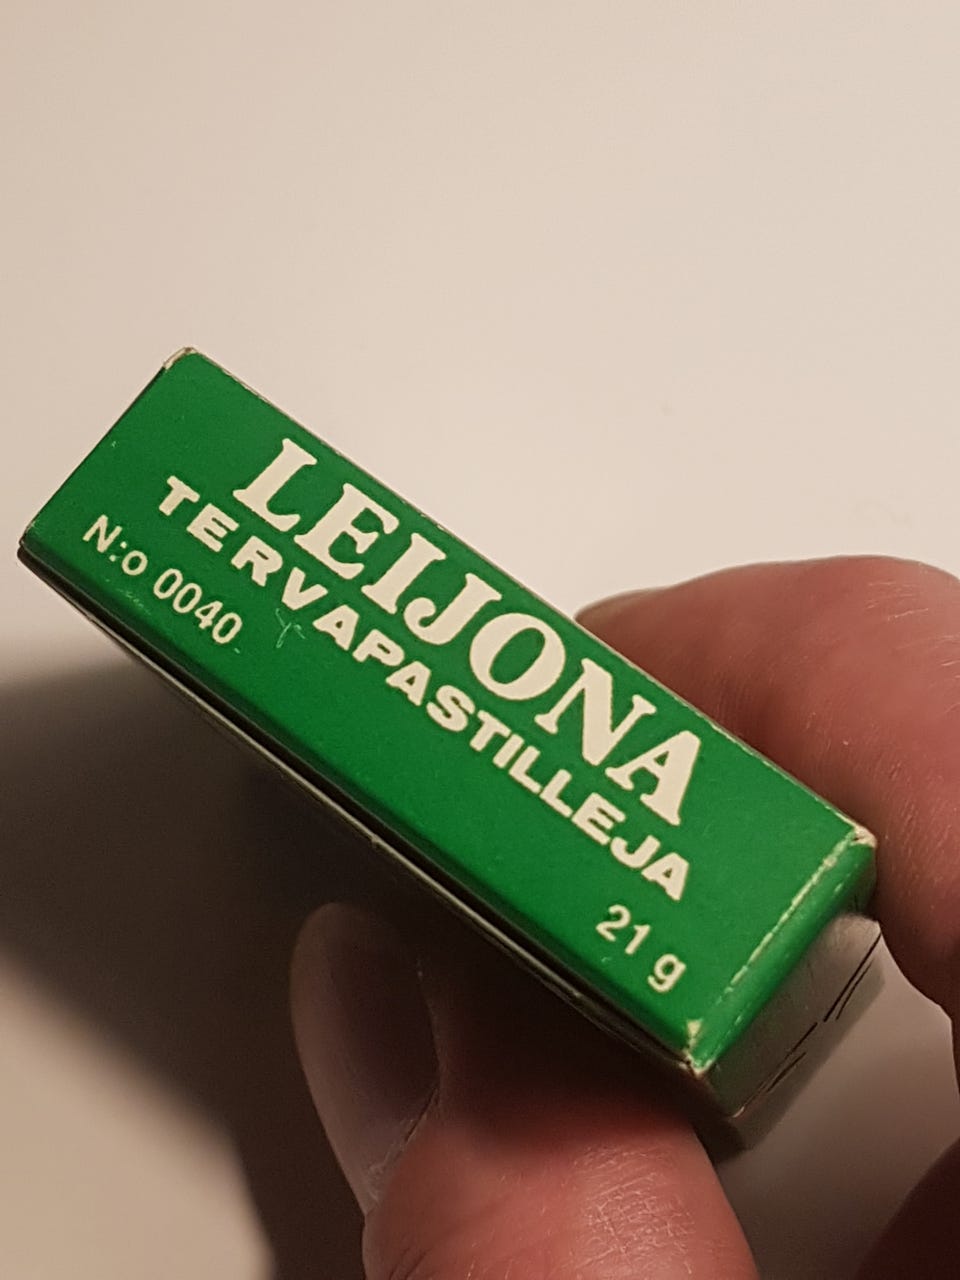 LEIJONA
TERVAPASTILLEJA
N:o 0040
21 g